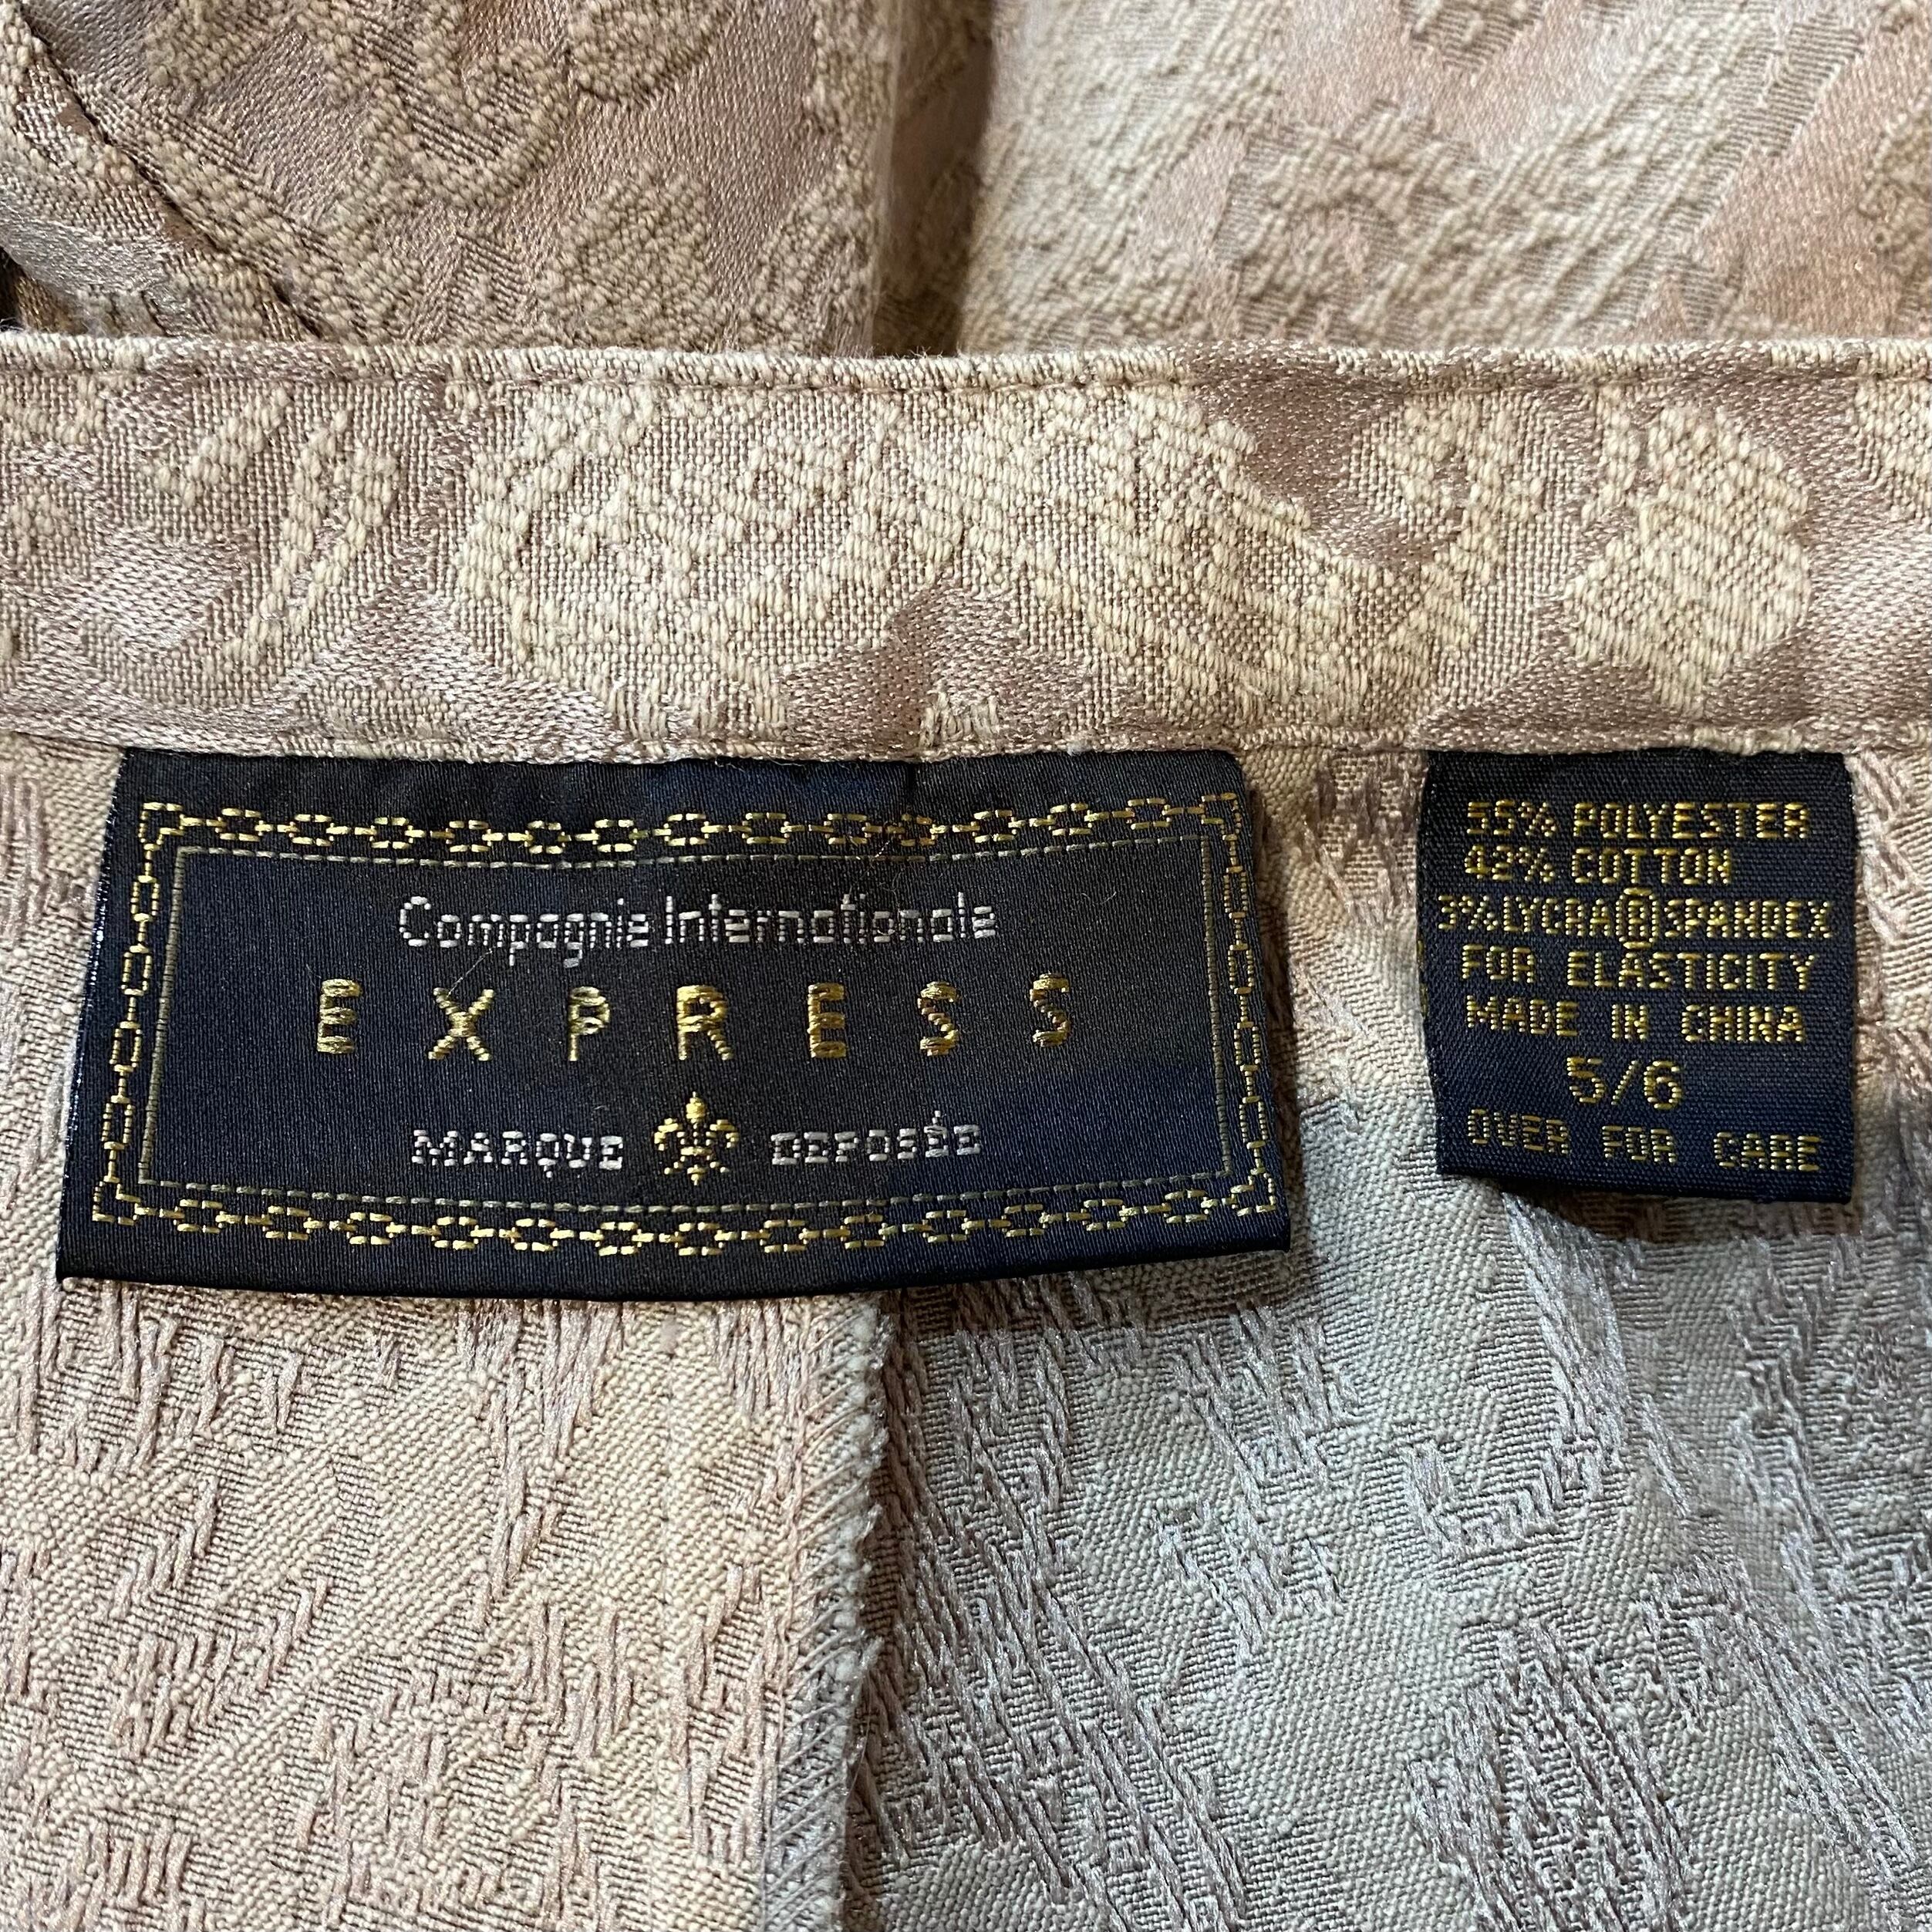 Compagnie Internationale
EXPRESS
MARQUE DEPOSÉE
55% POLYESTER
42% COTTON
3% LYCRA® SPANDEX
FOR ELASTICITY
MADE IN CHINA
5/6
OVER FOR CARE